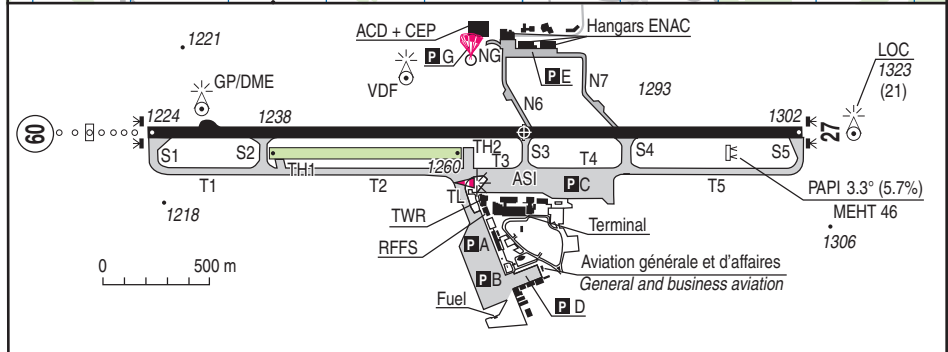 ACD + CEP
Hangars ENAC
1221
P G
NG
LOC
1323
(21)
GP/DME
VDF
P E
N7
1293
N6
1224
1238
1302
09
27
S1
S2
TH2
TH1
1260
T3
S3
T4
S4
S5
T1
T2
ASI
P C
T5
TL
PAPI 3.3° (5.7%)
MEHT 46
1218
TWR
Terminal
1306
RFFS
P A
0
500 m
Aviation générale et d'affaires
General and business aviation
P B
Fuel
P D